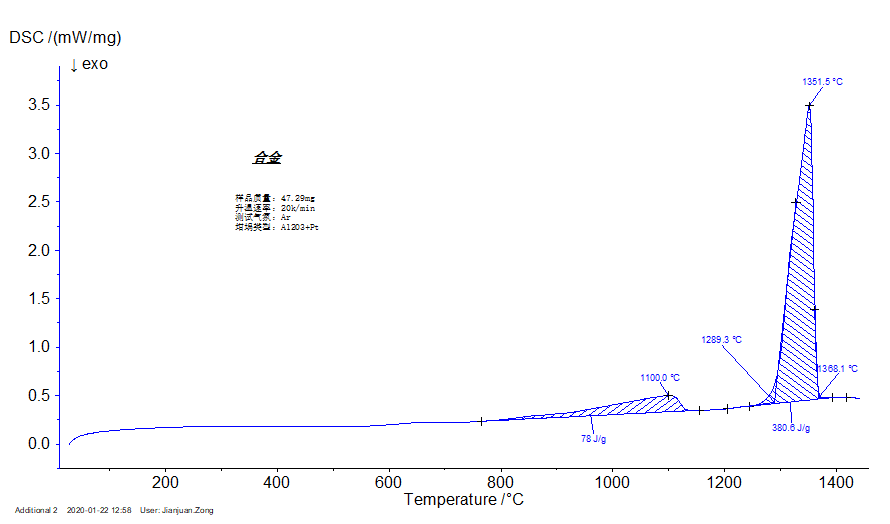 DSC /(mW/mg)
↓ exo
1351.5 °C
3.5
合金
3.0
样品质量: 47.29mg
升温速率: 20k/min
测试气氛: Ar
坩埚类型: Al2O3+Pt
2.5
2.0
1.5
1289.3 °C
1.0
1368.1 °C
1100.0 °C
0.5
380.6 J/g
78 J/g
0.0
200 400 600 800 1000 1200 1400
Temperature /°C
Additional 2 2020-01-22 12:58 User: Jianjuan.Zong